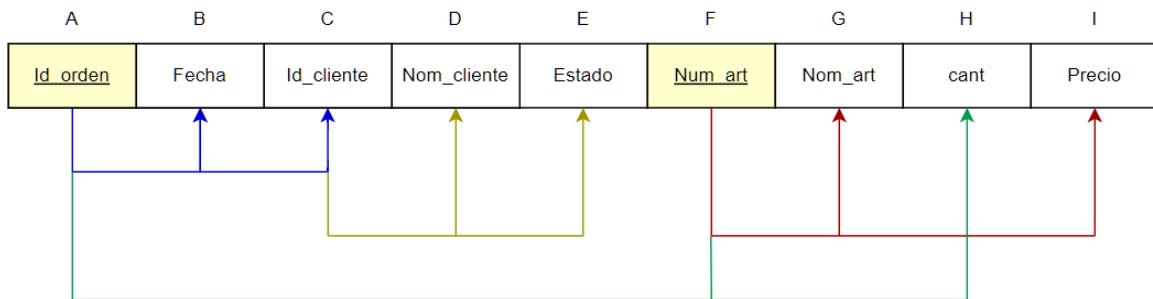 A B C D E F G H I
Id_orden Fecha Id_cliente Nom_cliente Estado Num_art Nom_art cant Precio